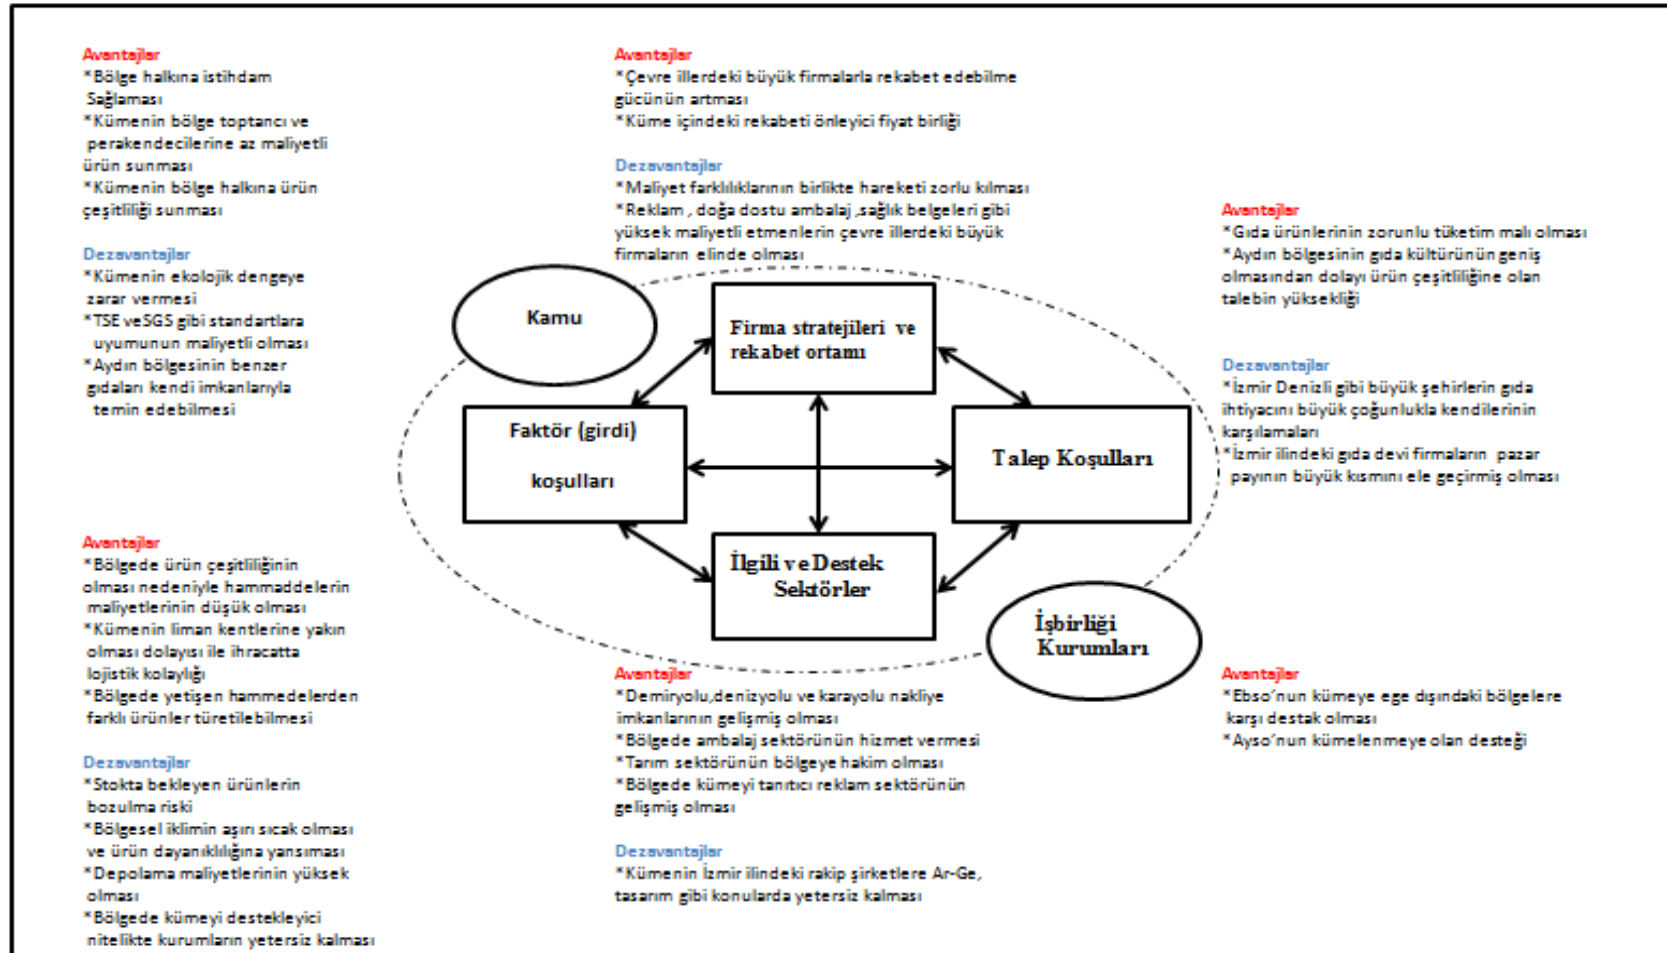 Avantajlar
*Bölge halkına istihdam
Sağlaması
*Kümenin bölge toptancı ve
perakendecilerine az maliyetli
ürün sunması
*Kümenin bölge halkına ürün
çeşitliliği sunması
Dezavantajlar
*Kümenin ekolojik dengeye
zarar vermesi
*TSE veSGS gibi standartlara
uyumunun maliyetli olması
*Aydın bölgesinin benzer
gıdaları kendi imkanlarıyla
temin edebilmesi
Avantajlar
*Çevre illerdeki büyük firmalarla rekabet edebilme
gücünün artması
*Küme içindeki rekabeti önleyici fiyat birliği
Dezavantajlar
*Maliyet farklılıklarının birlikte hareketi zorlu kılması
*Reklam , doğa dostu ambalaj ,sağlık belgeleri gibi
yüksek maliyetli etmenlerin çevre illerdeki büyük
firmaların elinde olması
Avantajlar
*Gıda ürünlerinin zorunlu tüketim malı olması
*Aydın bölgesinin gıda kültürünün geniş
olmasından dolayı ürün çeşitliliğine olan
talebin yüksekliği
Dezavantajlar
*İzmir Denizli gibi büyük şehirlerin gıda
ihtiyacını büyük çoğunlukla kendilerinin
karşılamaları
*İzmir ilindeki gıda devi firmaların pazar
payının büyük kısmını ele geçirmiş olması
Kamu
Firma stratejileri ve
rekabet ortamı
Faktör (girdi)
koşulları
Talep Koşulları
İlgili ve Destek
Sektörler
İşbirliği
Kurumları
Avantajlar
*Bölgede ürün çeşitliliğinin
olması nedeniyle hammaddelerin
maliyetlerinin düşük olması
*Kümenin liman kentlerine yakın
olması dolayısı ile ihracatta
lojistik kolaylığı
*Bölgede yetişen hammedelerden
farklı ürünler türetilebilmesi
Dezavantajlar
*Stokta bekleyen ürünlerin
bozulma riski
*Bölgesel iklimin aşırı sıcak olması
ve ürün dayanıklılığına yansıması
*Depolama maliyetlerinin yüksek
olması
*Bölgede kümeyi destekleyici
nitelikte kurumların yetersiz kalması
Avantajlar
*Demiryolu,denizyolu ve karayolu nakliye
imkanlarının gelişmiş olması
*Bölgede ambalaj sektörünün hizmet vermesi
*Tarım sektörünün bölgeye hakim olması
*Bölgede kümeyi tanıtıcı reklam sektörünün
gelişmiş olması
Dezavantajlar
*Kümenin İzmir ilindeki rakip şirketlere Ar-Ge,
tasarım gibi konularda yetersiz kalması
Avantajlar
*Ebso'nun kümeye ege dışındaki bölgelere
karşı destak olması
*Ayso'nun kümelenmeye olan desteği